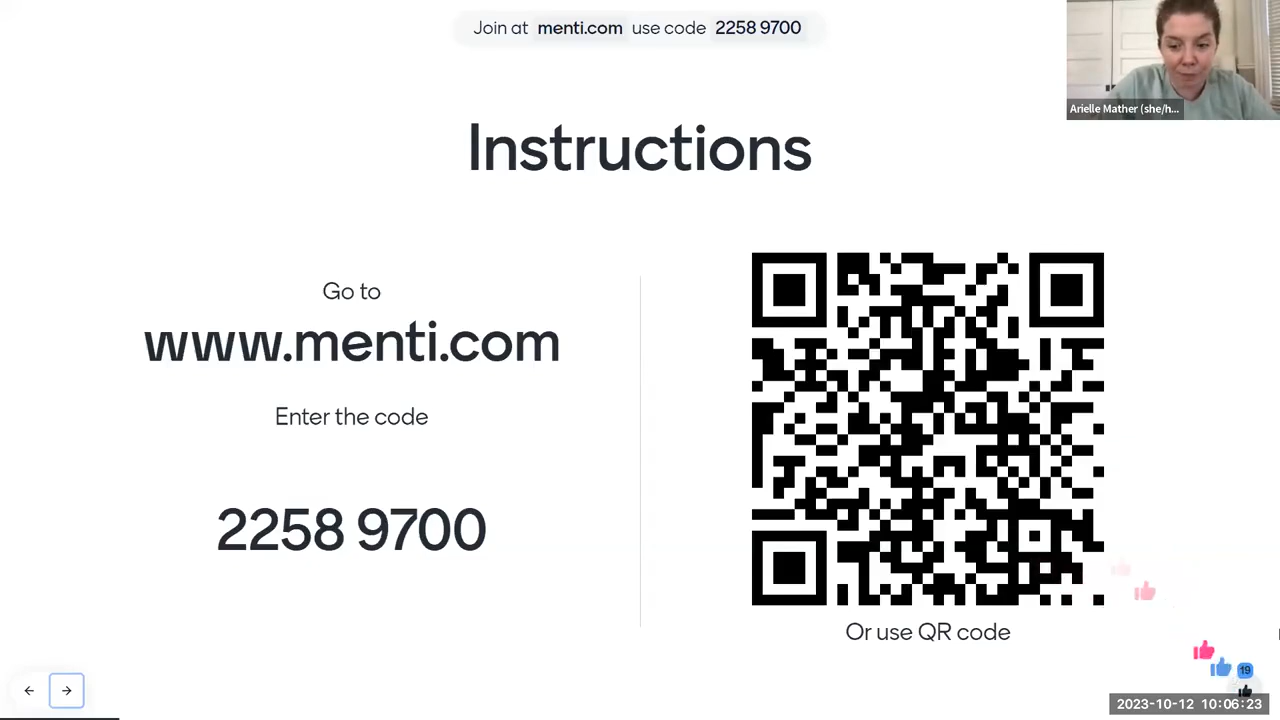 Join at menti.com use code 2258 9700
Arielle Mather (she/h...
Instructions
Go to
www.menti.com
Enter the code
2258 9700
Or use QR code
19
2023-10-12 10:06:23